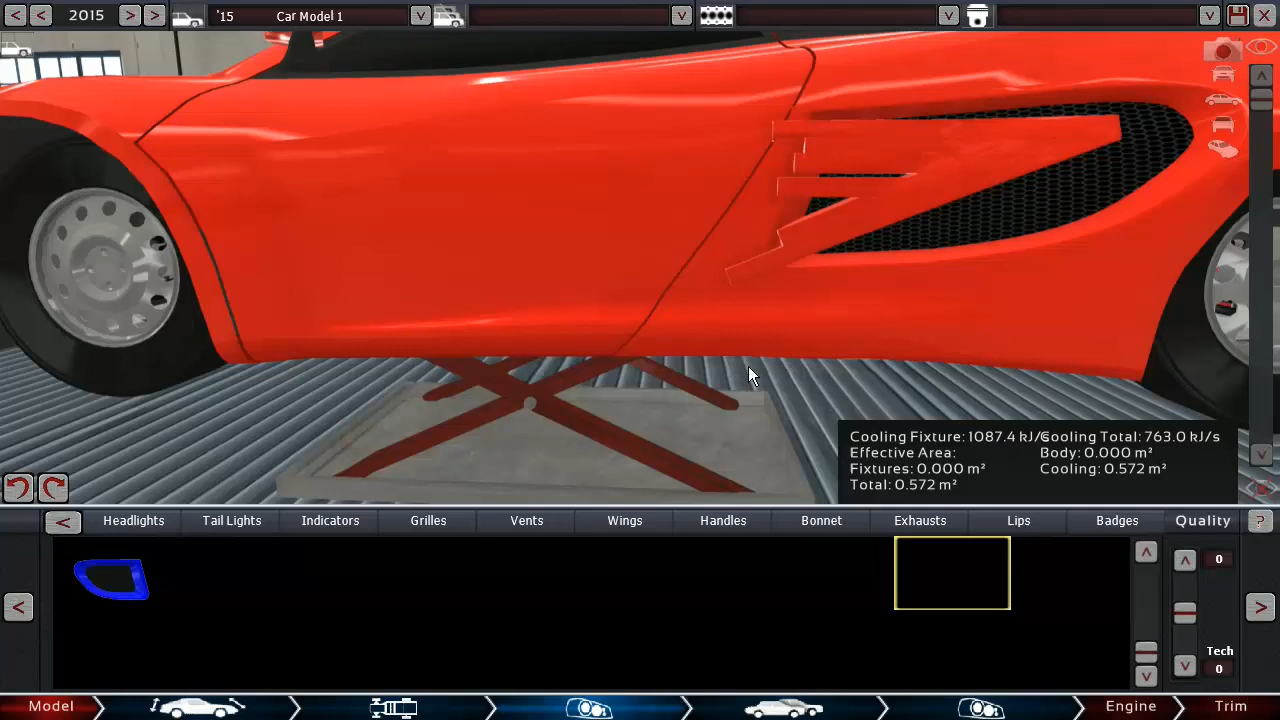 2015
'15 Car Model 1
Cooling Fixture: 1087.4 kJ/
Cooling Total: 763.0 kJ/s
Effective Area:
Body: 0.000 m²
Fixtures: 0.000 m²
Cooling: 0.572 m²
Total: 0.572 m²
Headlights
Tail Lights
Indicators
Grilles
Vents
Wings
Handles
Bonnet
Exhausts
Lips
Badges
Quality
?
0
Tech
0
Model
Engine
Trim